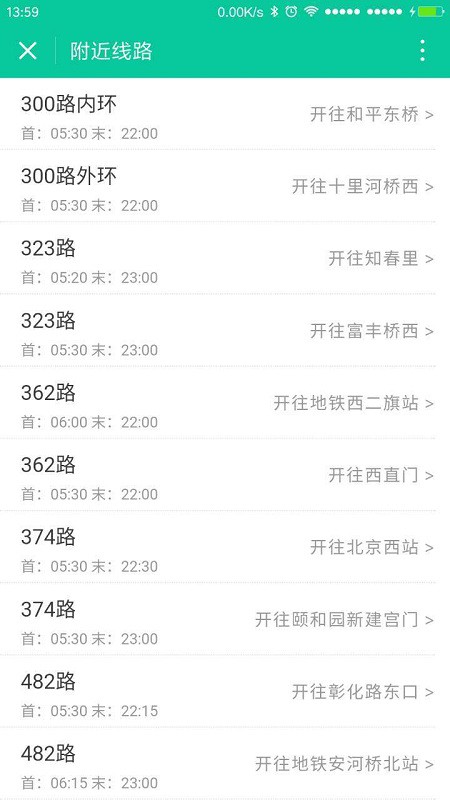 13:59 0.00K/s
附近线路
300路内环
开往和平东桥 >
首：05:30 末：22:00
300路外环
开往十里河桥西 >
首：05:30 末：22:00
323路
开往知春里 >
首：05:20 末：23:00
323路
开往富丰桥西 >
首：05:30 末：23:00
362路
开往地铁西二旗站 >
首：06:00 末：22:00
362路
开往西直门 >
首：05:30 末：22:00
374路
开往北京西站 >
首：05:30 末：22:30
374路
开往颐和园新建宫门 >
首：05:30 末：23:00
482路
开往彰化路东口 >
首：05:30 末：22:15
482路
开往地铁安河桥北站 >
首：06:15 末：23:00